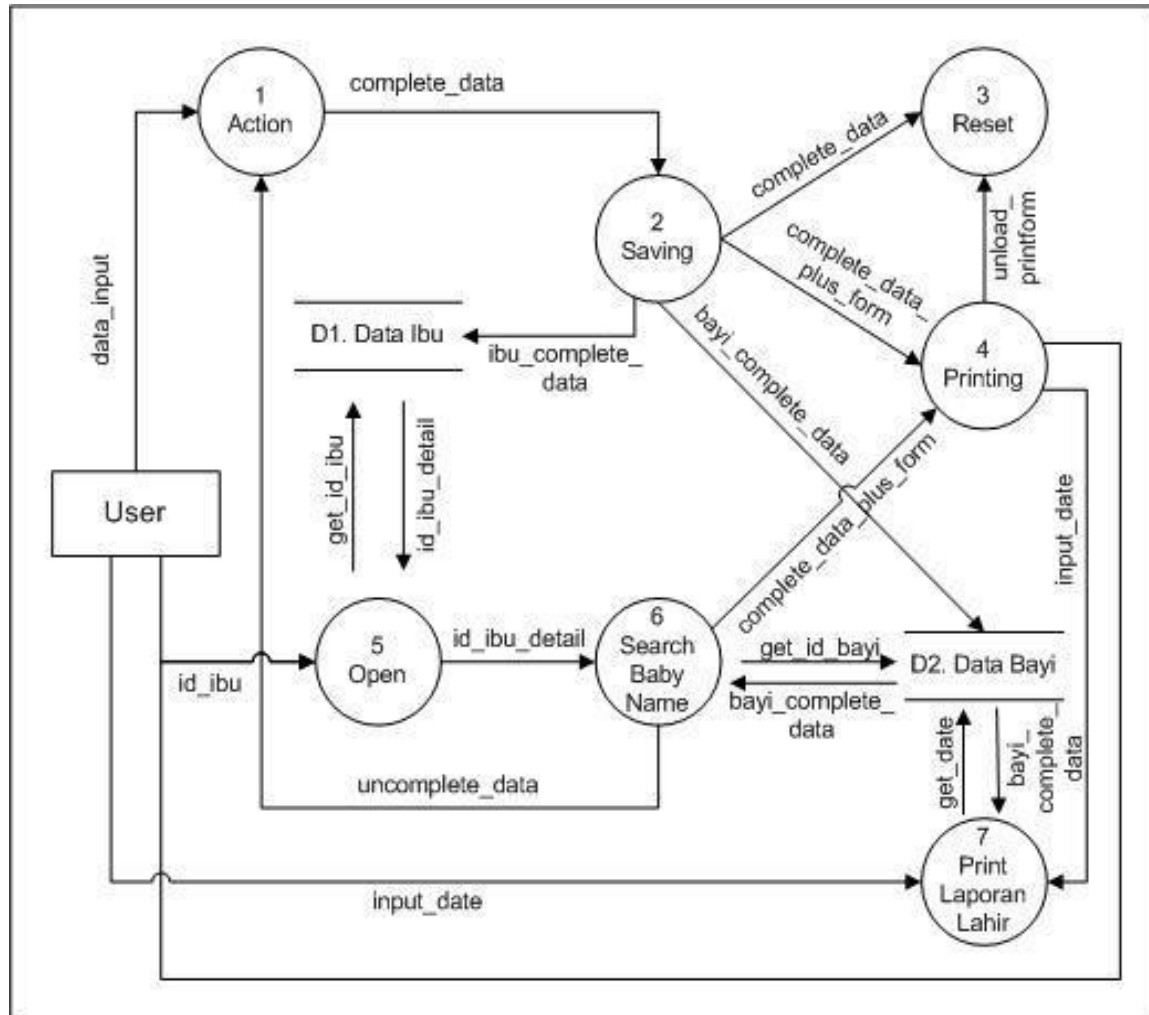 1
Action
complete_data
3
Reset
complete_data
2
Saving
unload_
printform
complete_data_
plus_form
data_input
D1. Data Ibu
ibu_complete_
data
4
Printing
bayi_complete_data
get_id_ibu
id_ibu_detail
User
complete_data_plus_form
input_date
5
Open
id_ibu
id_ibu_detail
6
Search
Baby
Name
get_id_bayi
bayi_complete_
data
D2. Data Bayi
uncomplete_data
get_date
bayi_
complete_
data
7
Print
Laporan
Lahir
input_date